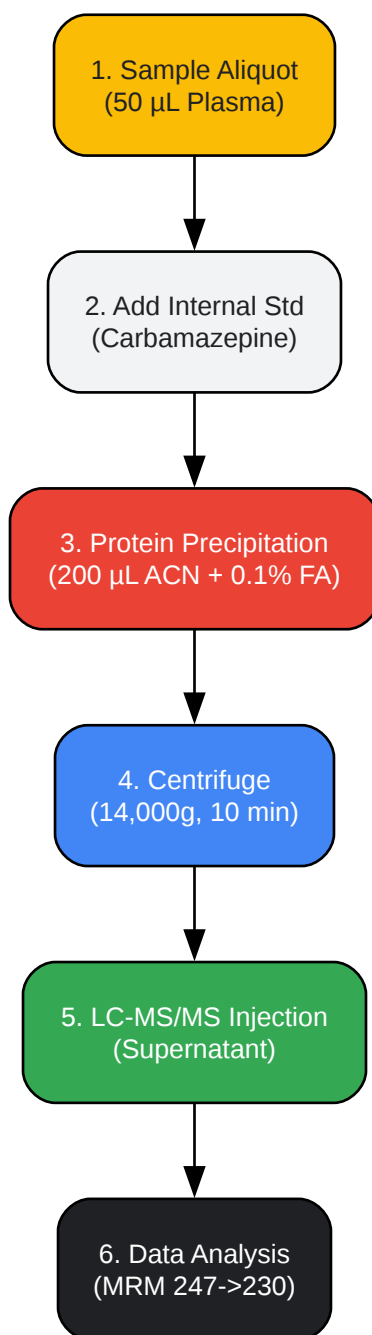 1. Sample Aliquot
(50 µL Plasma)
2. Add Internal Std
(Carbamazepine)
3. Protein Precipitation
(200 µL ACN + 0.1% FA)
4. Centrifuge
(14,000g, 10 min)
5. LC-MS/MS Injection
(Supernatant)
6. Data Analysis
(MRM 247->230)